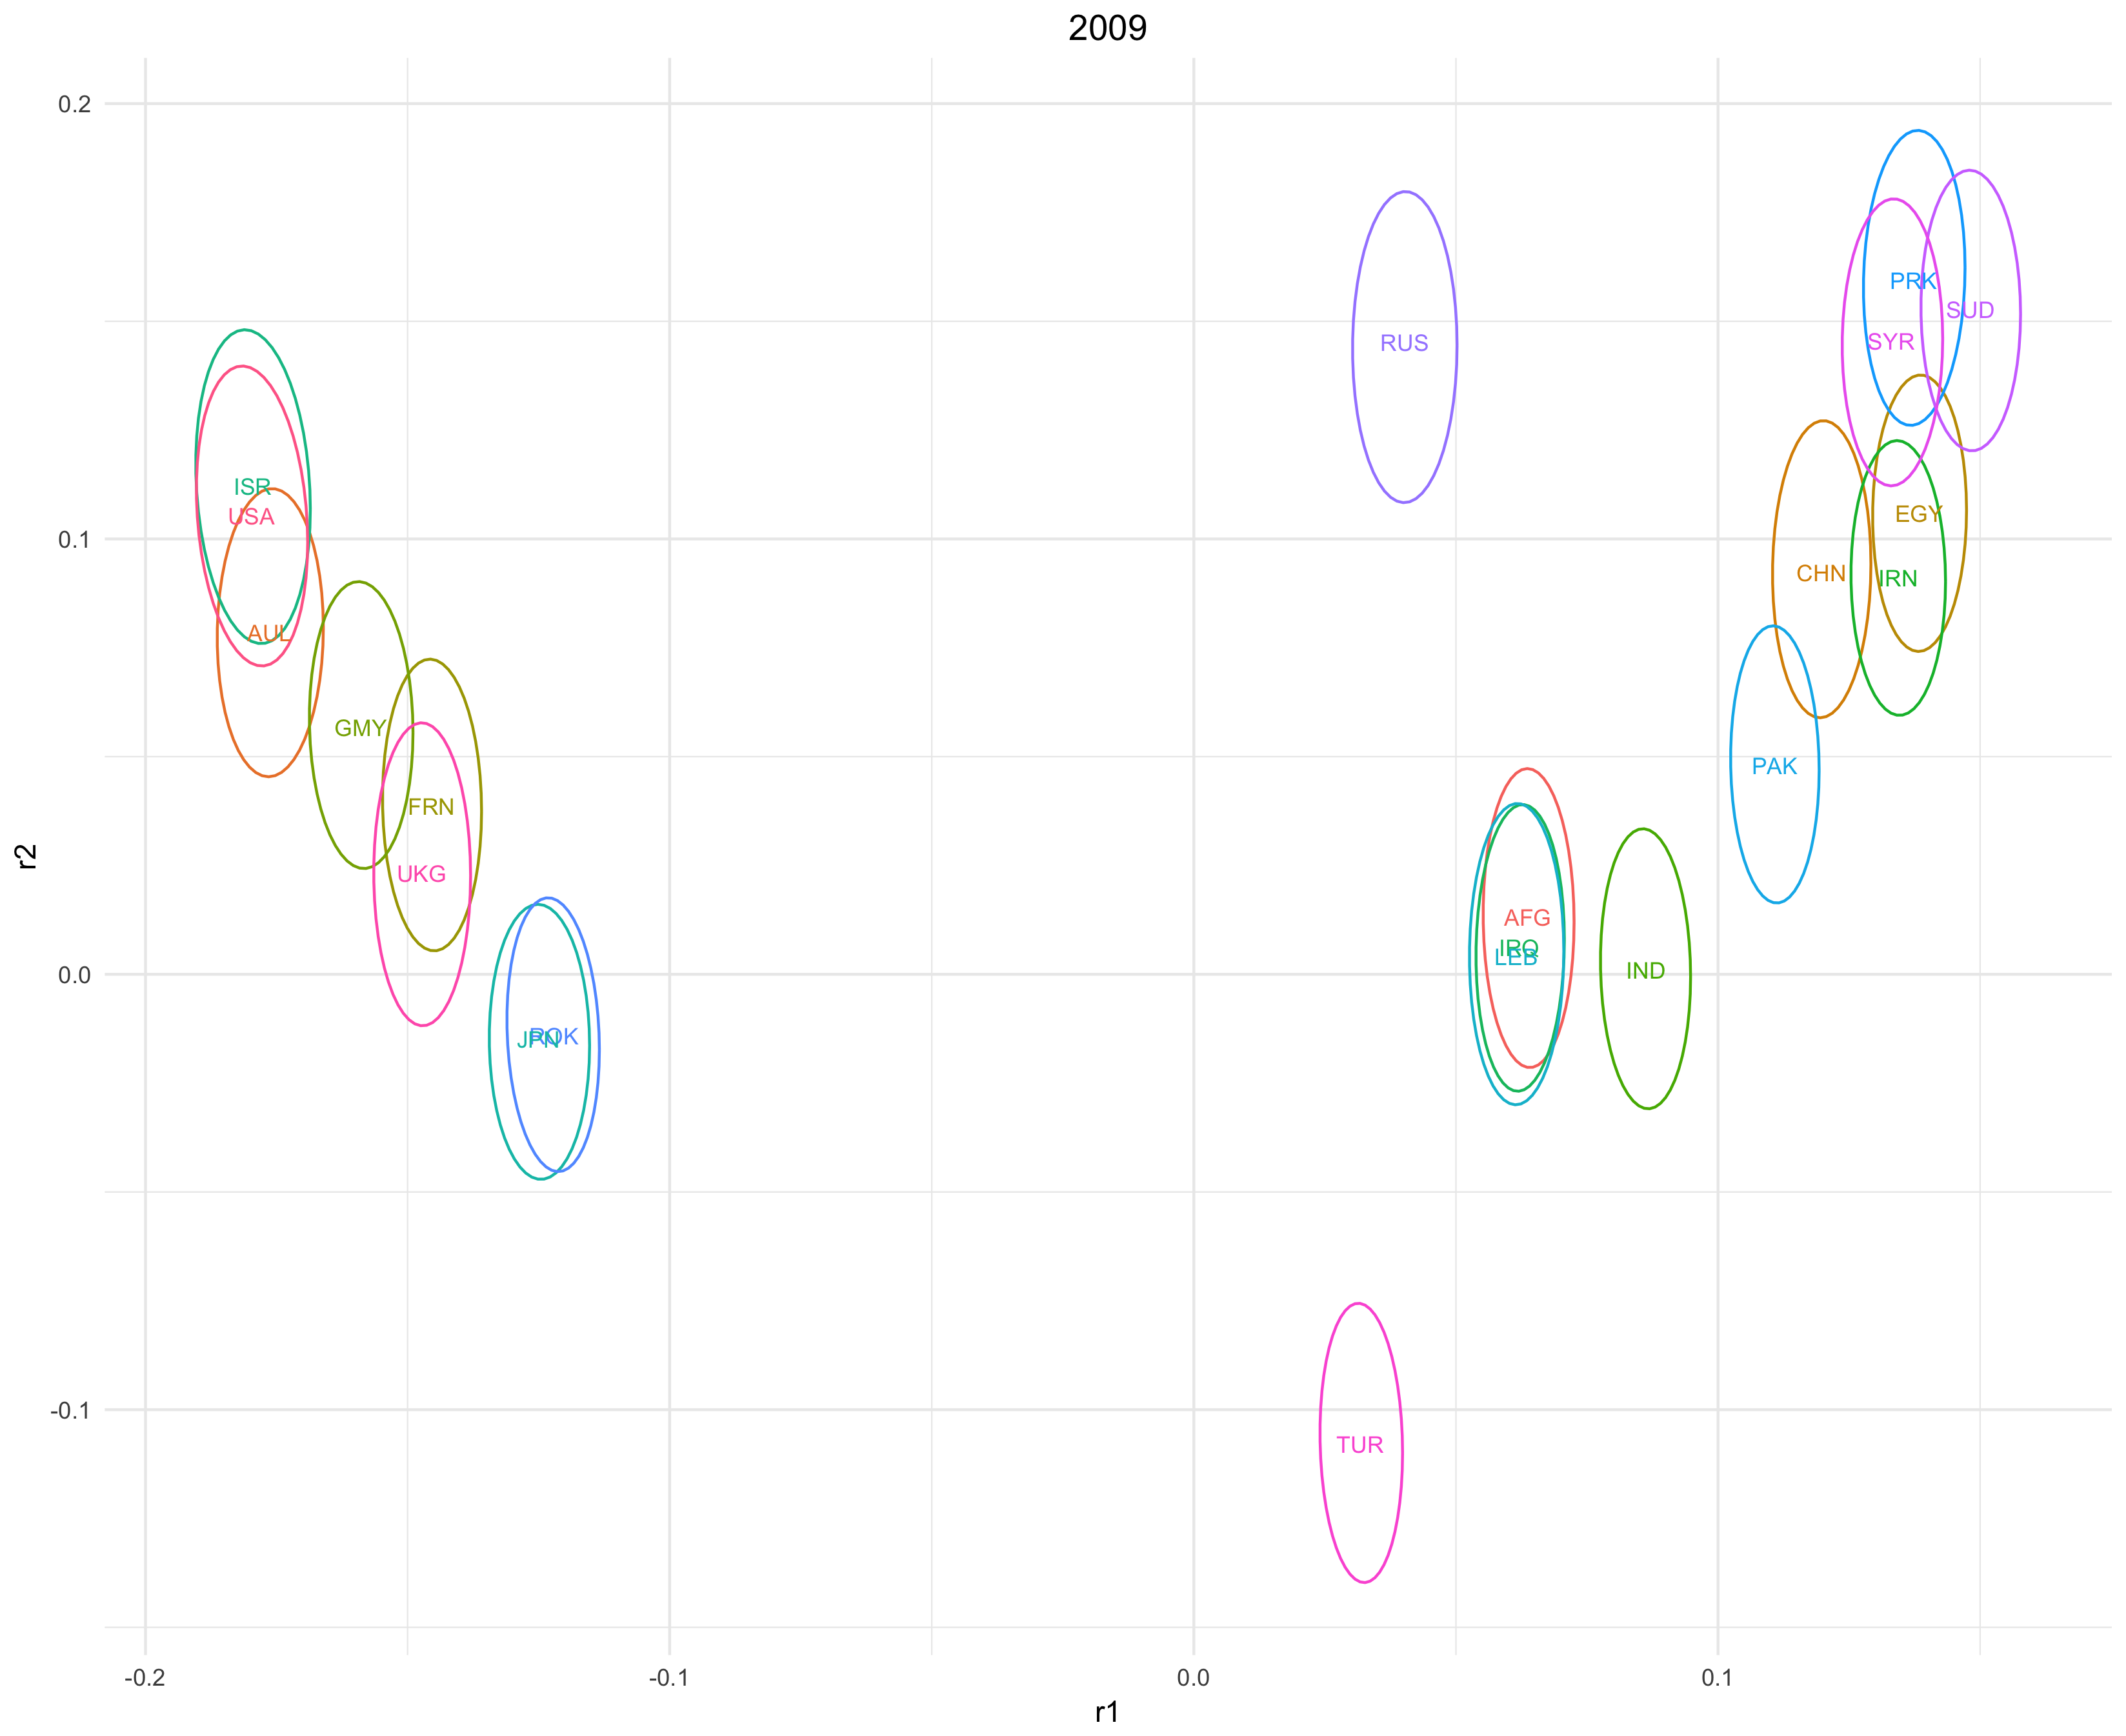 2009
0.2
PRK
SUD
RUS
SYR
ISR
EGY
USA
0.1
CHN
IRN
AUL
GMY
PAK
FRN
UKG
AFG
IRQ
LEB
IND
0.0
ROK
JPN
r2
-0.1
TUR
-0.2
-0.1
0.0
0.1
r1